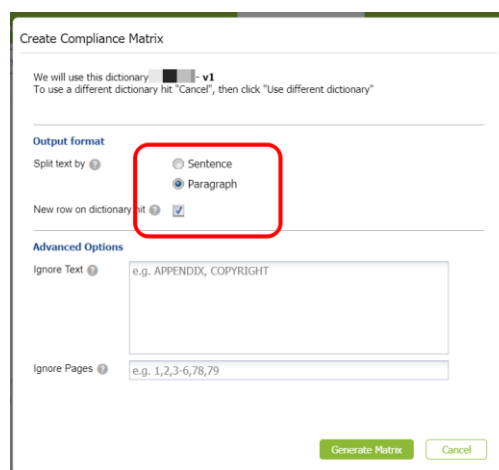 Create Compliance Matrix
We will use this dictionary - v1
To use a different dictionary hit "Cancel", then click "Use different dictionary"
Output format
Split text by ? Sentence
Paragraph
New row on dictionary hit ?
Advanced Options
Ignore Text ? e.g. APPENDIX, COPYRIGHT
Ignore Pages ? e.g. 1,2,3-6,78,79
Generate Matrix Cancel